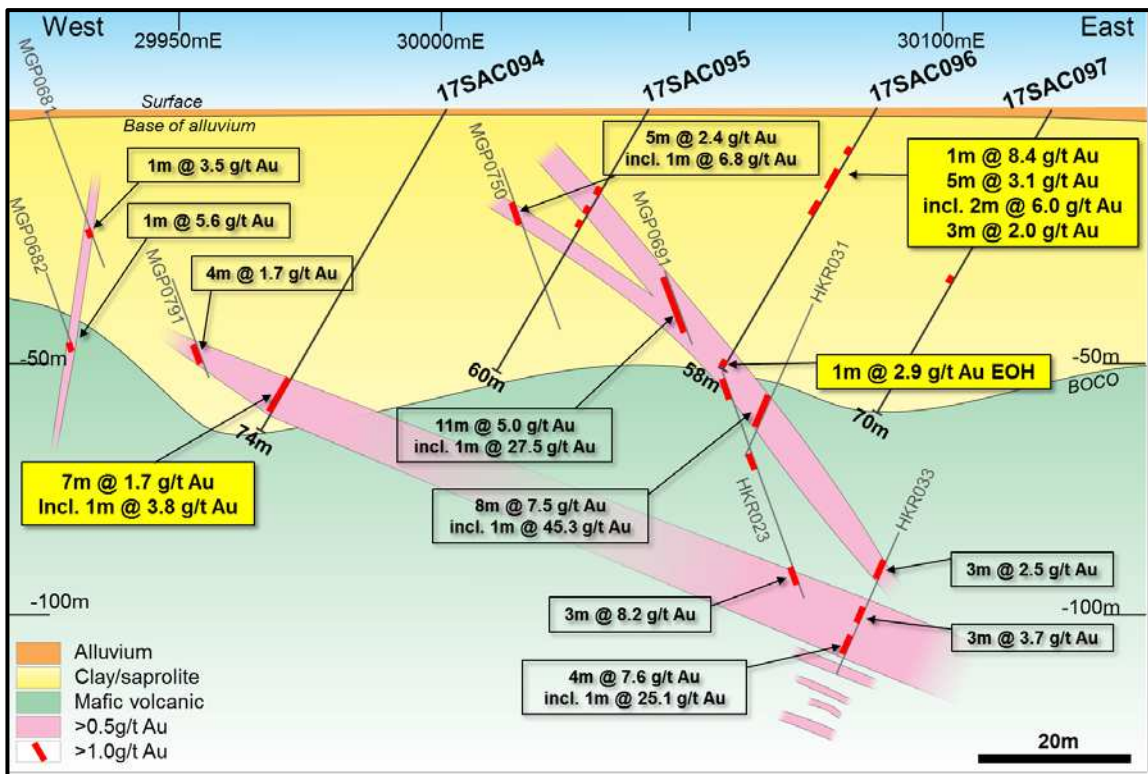 West
East
29950mE
30000mE
30100mE
MGP0681
17SAC094
17SAC095
17SAC096
17SAC097
Surface
Base of alluvium
1m @ 3.5 g/t Au
MGP0682
1m @ 5.6 g/t Au
MGP0791
4m @ 1.7 g/t Au
MGP0750
5m @ 2.4 g/t Au
incl. 1m @ 6.8 g/t Au
MGP0691
HKR031
1m @ 8.4 g/t Au
5m @ 3.1 g/t Au
incl. 2m @ 6.0 g/t Au
3m @ 2.0 g/t Au
-50m
-50m
BOCO
60m
58m
70m
74m
1m @ 2.9 g/t Au EOH
11m @ 5.0 g/t Au
incl. 1m @ 27.5 g/t Au
7m @ 1.7 g/t Au
Incl. 1m @ 3.8 g/t Au
8m @ 7.5 g/t Au
incl. 1m @ 45.3 g/t Au
HKR023
HKR033
3m @ 2.5 g/t Au
-100m
-100m
3m @ 8.2 g/t Au
3m @ 3.7 g/t Au
4m @ 7.6 g/t Au
incl. 1m @ 25.1 g/t Au
Alluvium
Clay/saprolite
Mafic volcanic
>0.5g/t Au
>1.0g/t Au
20m